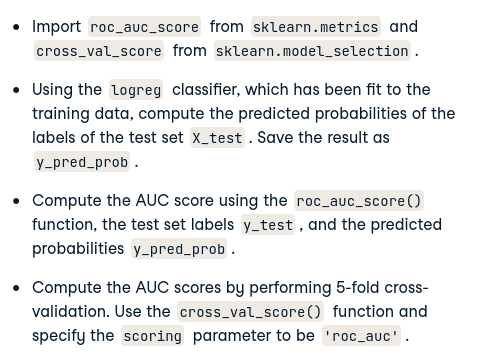 • Import roc_auc_score from sklearn.metrics and
cross_val_score from sklearn.model_selection .
• Using the logreg classifier, which has been fit to the
training data, compute the predicted probabilities of the
labels of the test set X_test . Save the result as
y_pred_prob .
• Compute the AUC score using the roc_auc_score()
function, the test set labels y_test , and the predicted
probabilities y_pred_prob .
• Compute the AUC scores by performing 5-fold cross-
validation. Use the cross_val_score() function and
specify the scoring parameter to be 'roc_auc' .